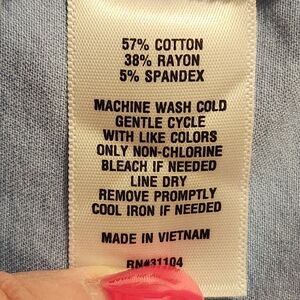 57% COTTON
38% RAYON
5% SPANDEX
MACHINE WASH COLD
GENTLE CYCLE
WITH LIKE COLORS
ONLY NON-CHLORINE
BLEACH IF NEEDED
LINE DRY
REMOVE PROMPTLY
COOL IRON IF NEEDED
MADE IN VIETNAM
RN#31104